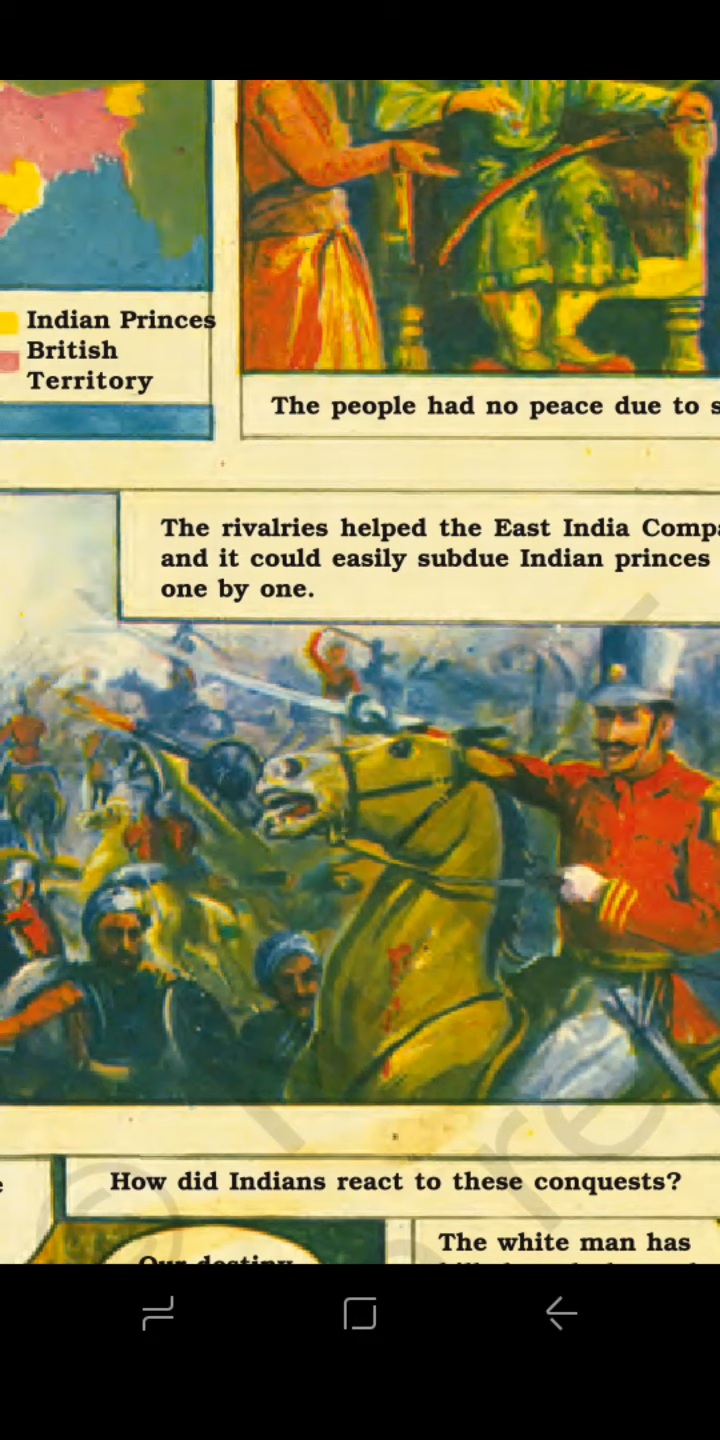 Indian Princes
British
Territory
The people had no peace due to
The rivalries helped the East India
and it could easily subdue Indian princes
one by one.
How did Indians react to these conquests?
Our destiny
The white man has